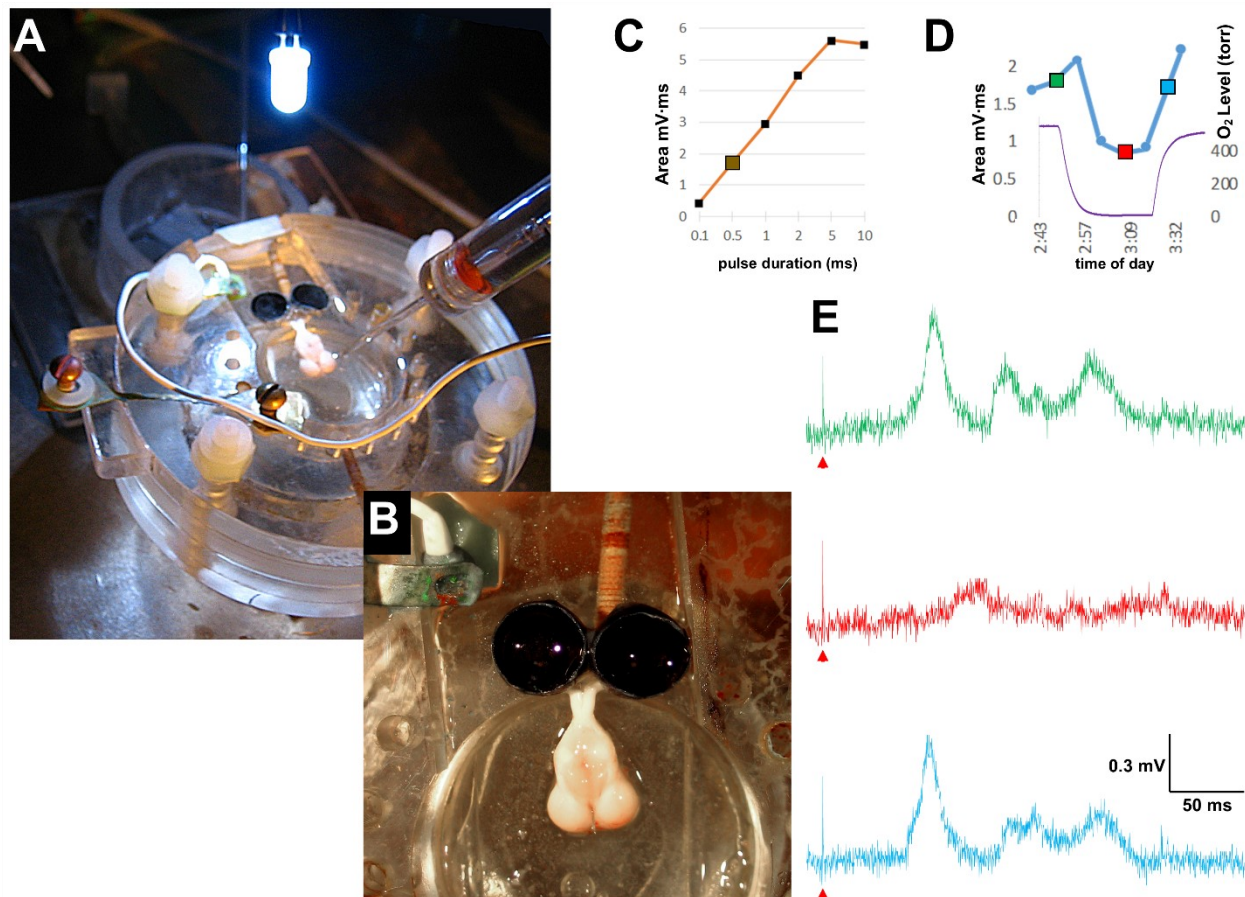 A
B
C
Area mV·ms
6
5
4
3
2
1
0
0.1 0.5 1 2 5 10
pulse duration (ms)
D
Area mV·ms
2
1.5
1
0.5
0
O2 Level (torr)
400
200
0
2:43 2:57 3:09 3:32
time of day
E
0.3 mV
50 ms